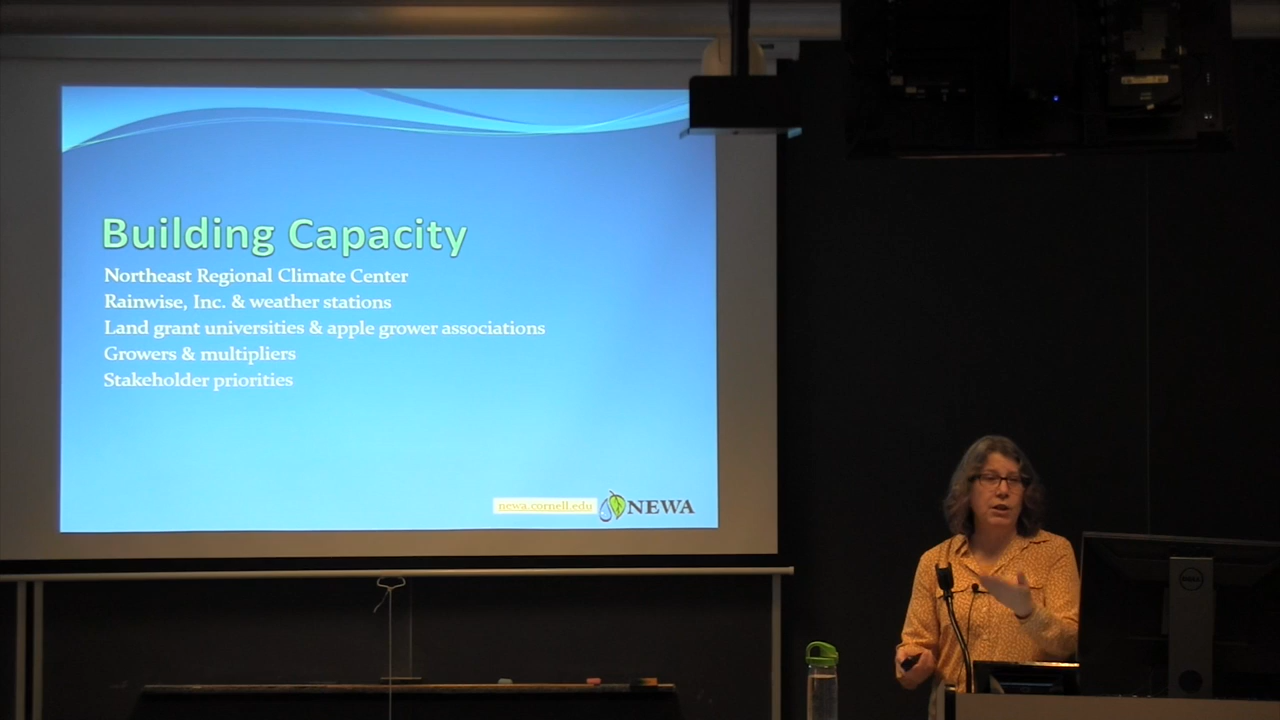 Building Capacity
Northeast Regional Climate Center
Rainwise, Inc. & weather stations
Land grant universities & apple grower associations
Growers & multipliers
Stakeholder priorities
newa.cornell.edu NEWA
DELL